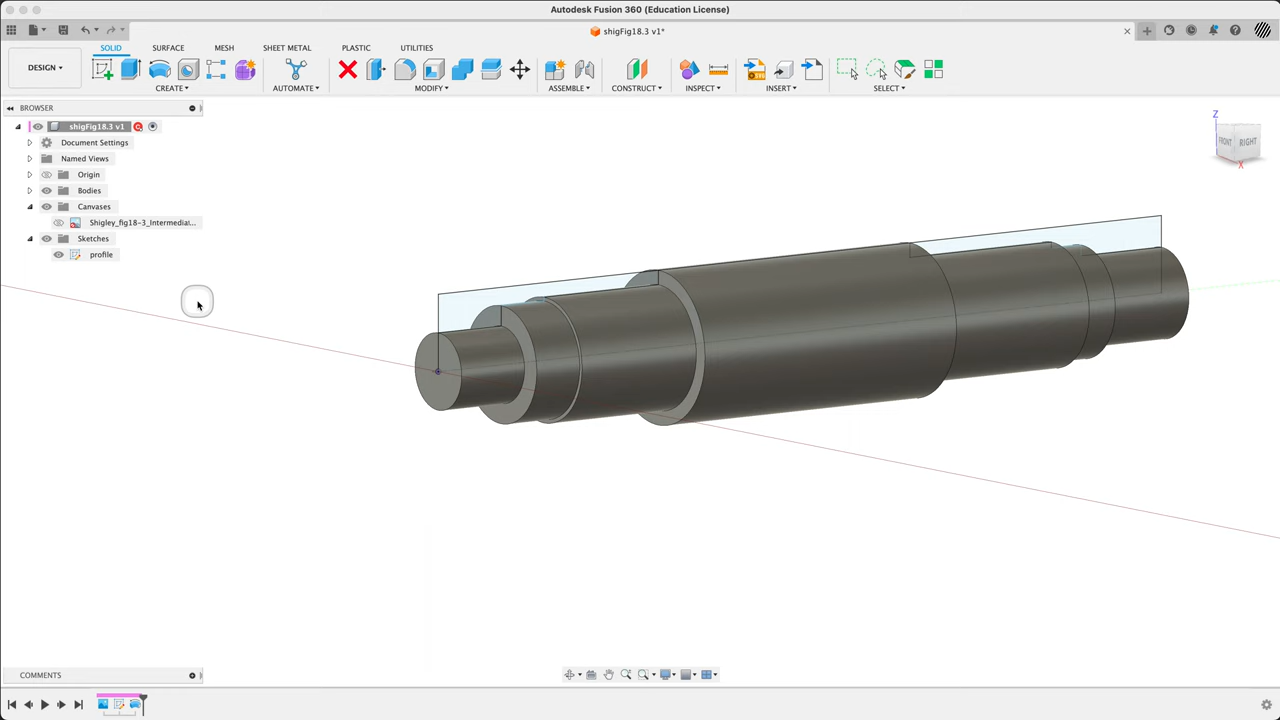 Autodesk Fusion 360 (Education License)
shigFig18.3 v1*
SOLID SURFACE MESH SHEET METAL PLASTIC UTILITIES
DESIGN
CREATE AUTOMATE MODIFY ASSEMBLE CONSTRUCT INSPECT INSERT SELECT
BROWSER
shigFig18.3 v1
Document Settings
Named Views
Origin
Bodies
Canvases
Shigley_fig18-3_Intermediat...
Sketches
profile
Z
FRONT RIGHT
X
COMMENTS